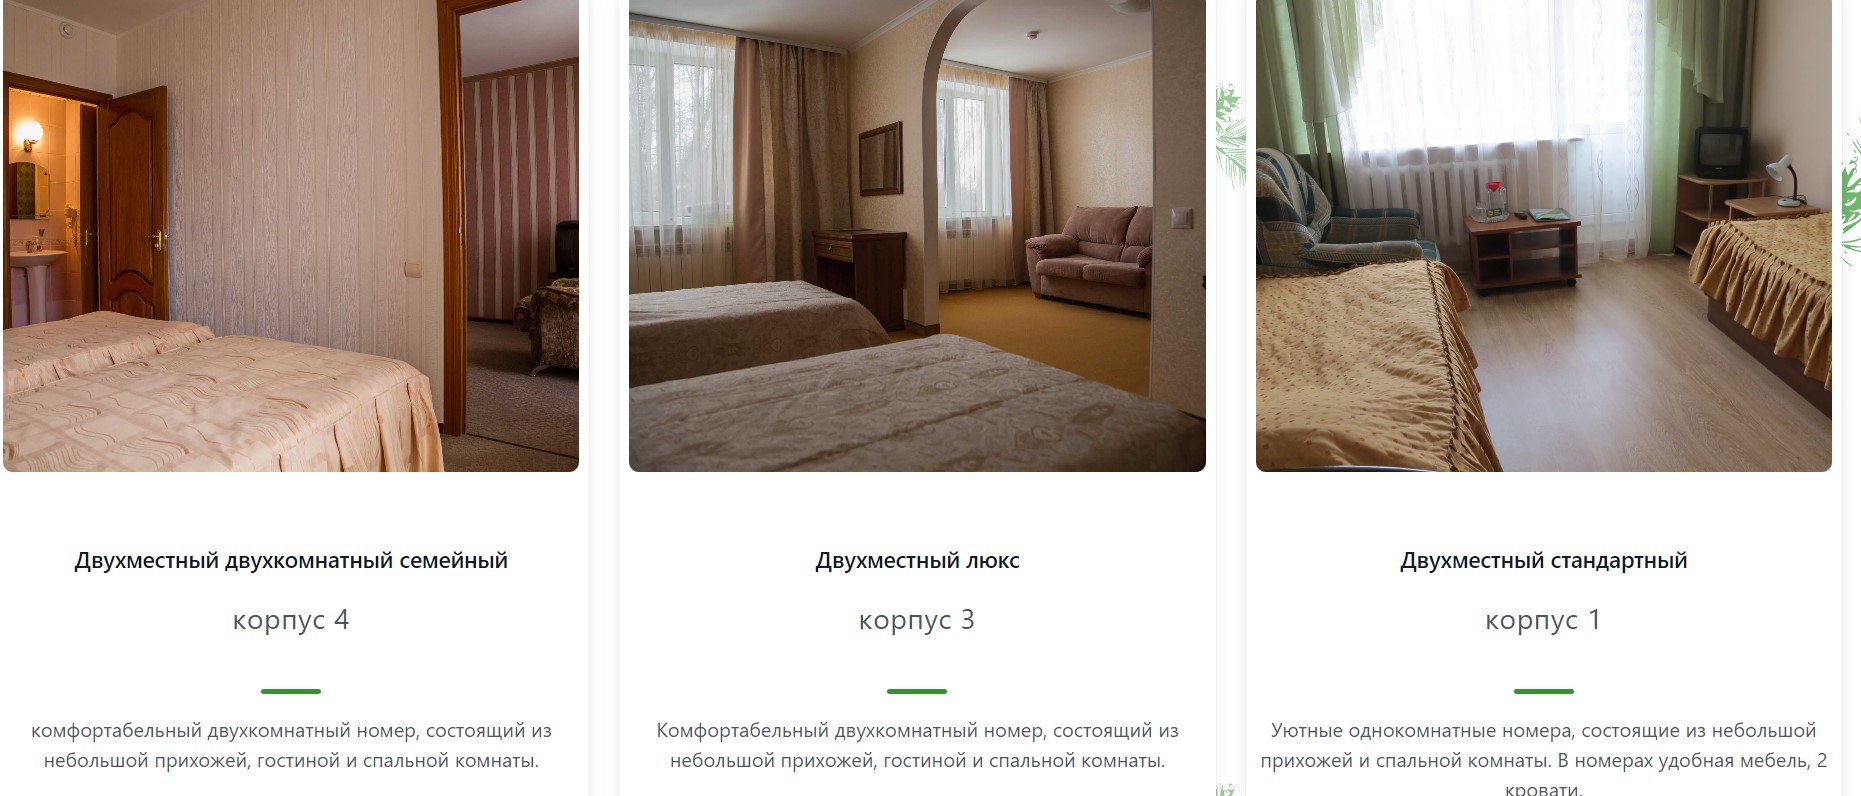 Двухместный двухкомнатный семейный
корпус 4
комфортабельный двухкомнатный номер, состоящий из
небольшой прихожей, гостиной и спальной комнаты.
Двухместный люкс
корпус 3
Комфортабельный двухкомнатный номер, состоящий из
небольшой прихожей, гостиной и спальной комнаты.
Двухместный стандартный
корпус 1
Уютные однокомнатные номера, состоящие из небольшой
прихожей и спальной комнаты. В номерах удобная мебель, 2
кровати.